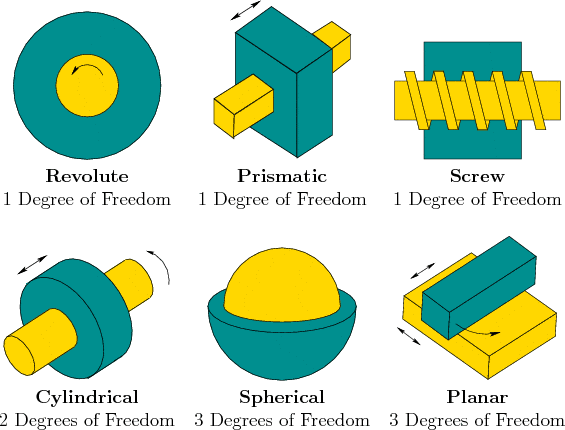 Revolute
1 Degree of Freedom
Prismatic
1 Degree of Freedom
Screw
1 Degree of Freedom
Cylindrical
2 Degrees of Freedom
Spherical
3 Degrees of Freedom
Planar
3 Degrees of Freedom